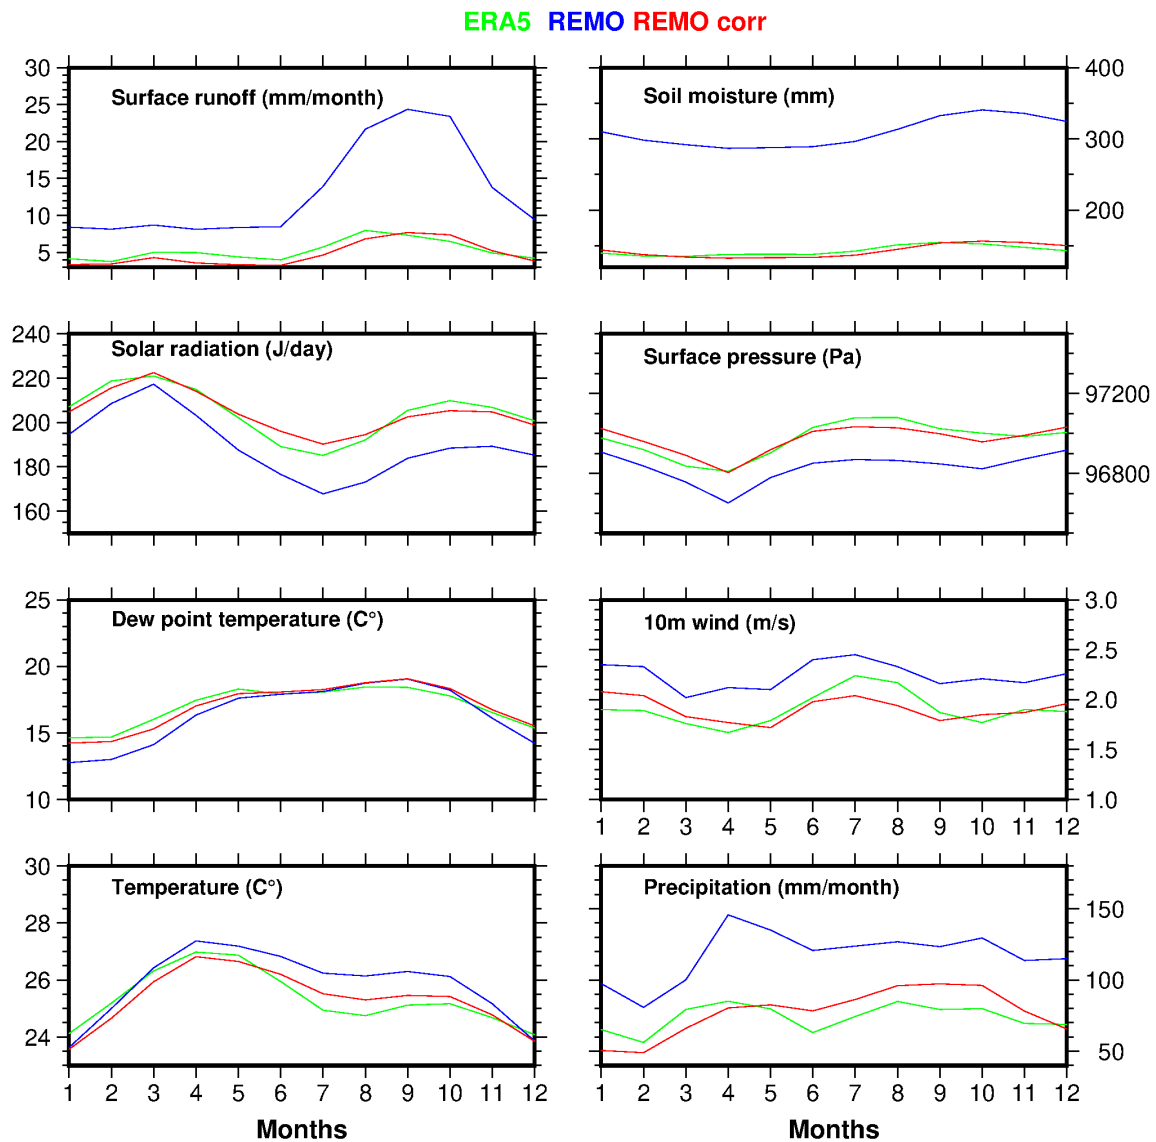 ERA5 REMO REMO corr
Surface runoff (mm/month)
30
25
20
15
10
5
Soil moisture (mm)
400
300
200
Solar radiation (J/day)
240
220
200
180
160
Surface pressure (Pa)
97200
96800
Dew point temperature (C°)
25
20
15
10
10m wind (m/s)
3.0
2.5
2.0
1.5
1.0
1 2 3 4 5 6 7 8 9 10 11 12
Temperature (C°)
30
28
26
24
1 2 3 4 5 6 7 8 9 10 11 12
Months
Precipitation (mm/month)
150
100
50
1 2 3 4 5 6 7 8 9 10 11 12
Months